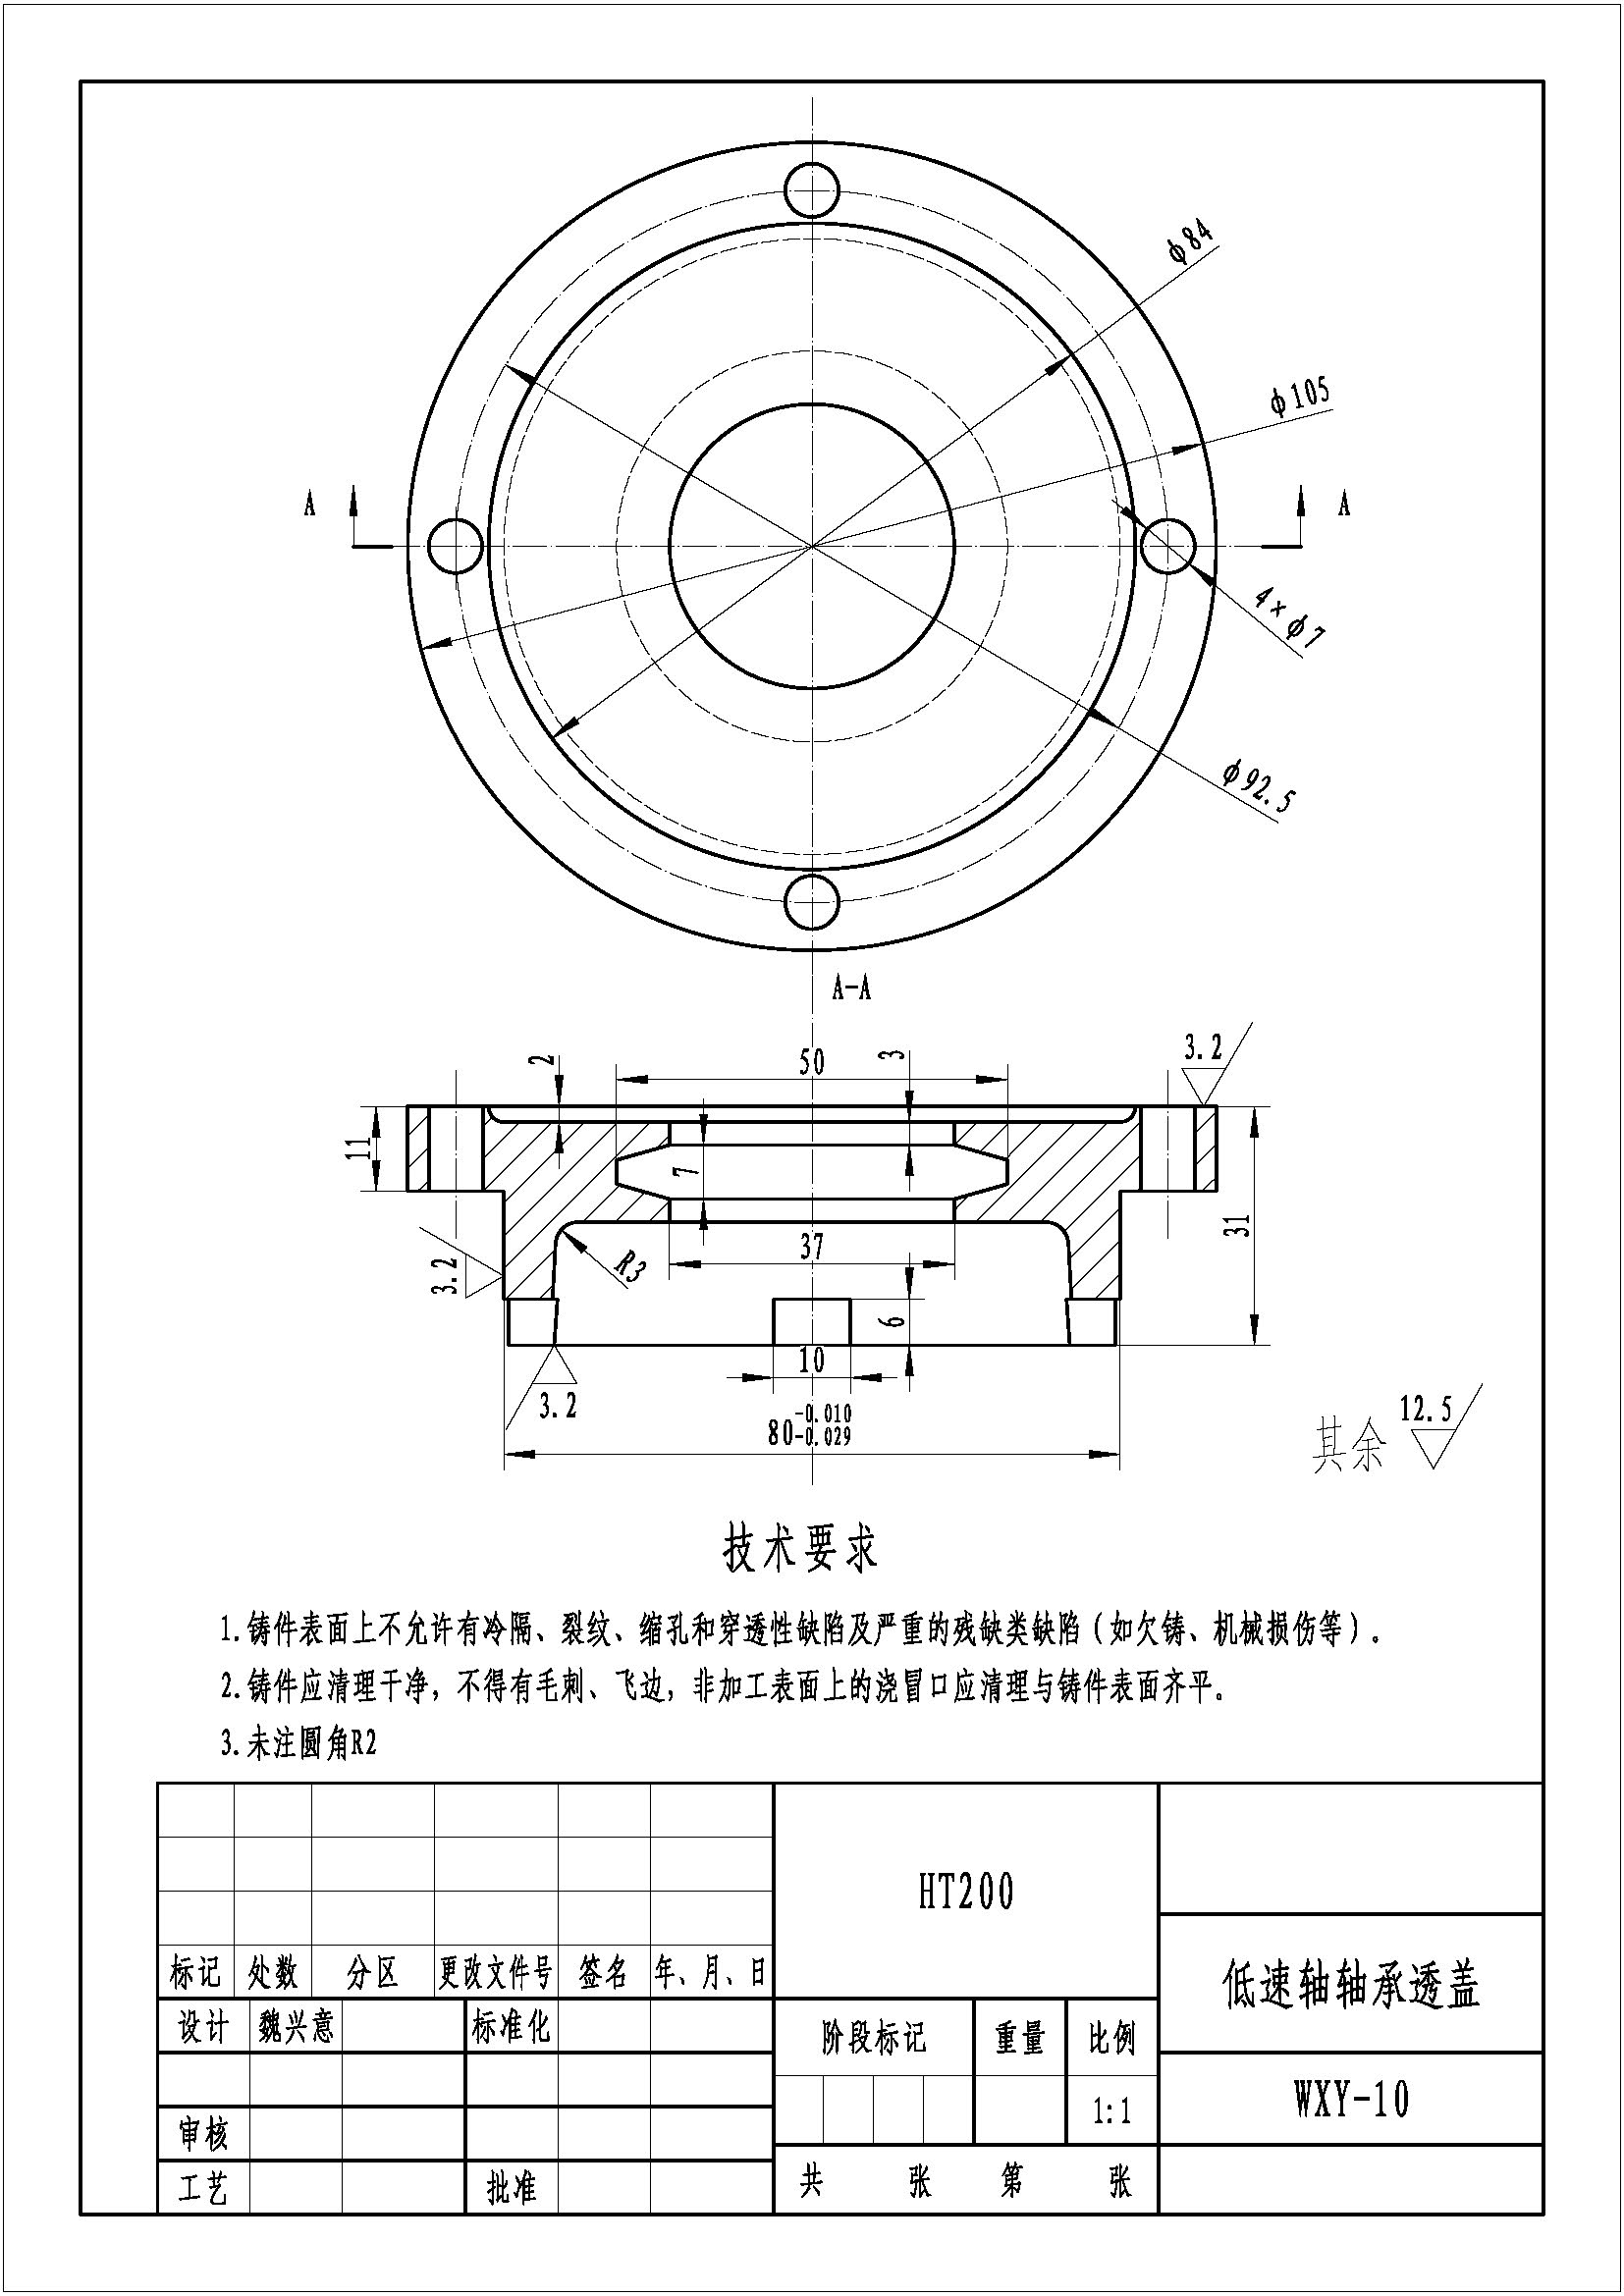 φ84
φ105
A
A
4×φ7
φ92.5
A-A
3.2
2
50
3
11
7
31
37
R3
3.2
6
10
3.2
80-0.010
-0.029
其余 12.5
技术要求
1.铸件表面上不允许有冷隔、裂纹、缩孔和穿透性缺陷及严重的残缺类缺陷（如欠铸、机械损伤等）。
2.铸件应清理干净，不得有毛刺、飞边，非加工表面上的浇冒口应清理与铸件表面齐平。
3.未注圆角R2
HT200
标记 处数 分区 更改文件号 签名 年、月、日
低速轴轴承透盖
设计 魏兴意 标准化
阶段标记 重量 比例
1:1
WXY-10
审核
工艺 批准
共 张 第 张